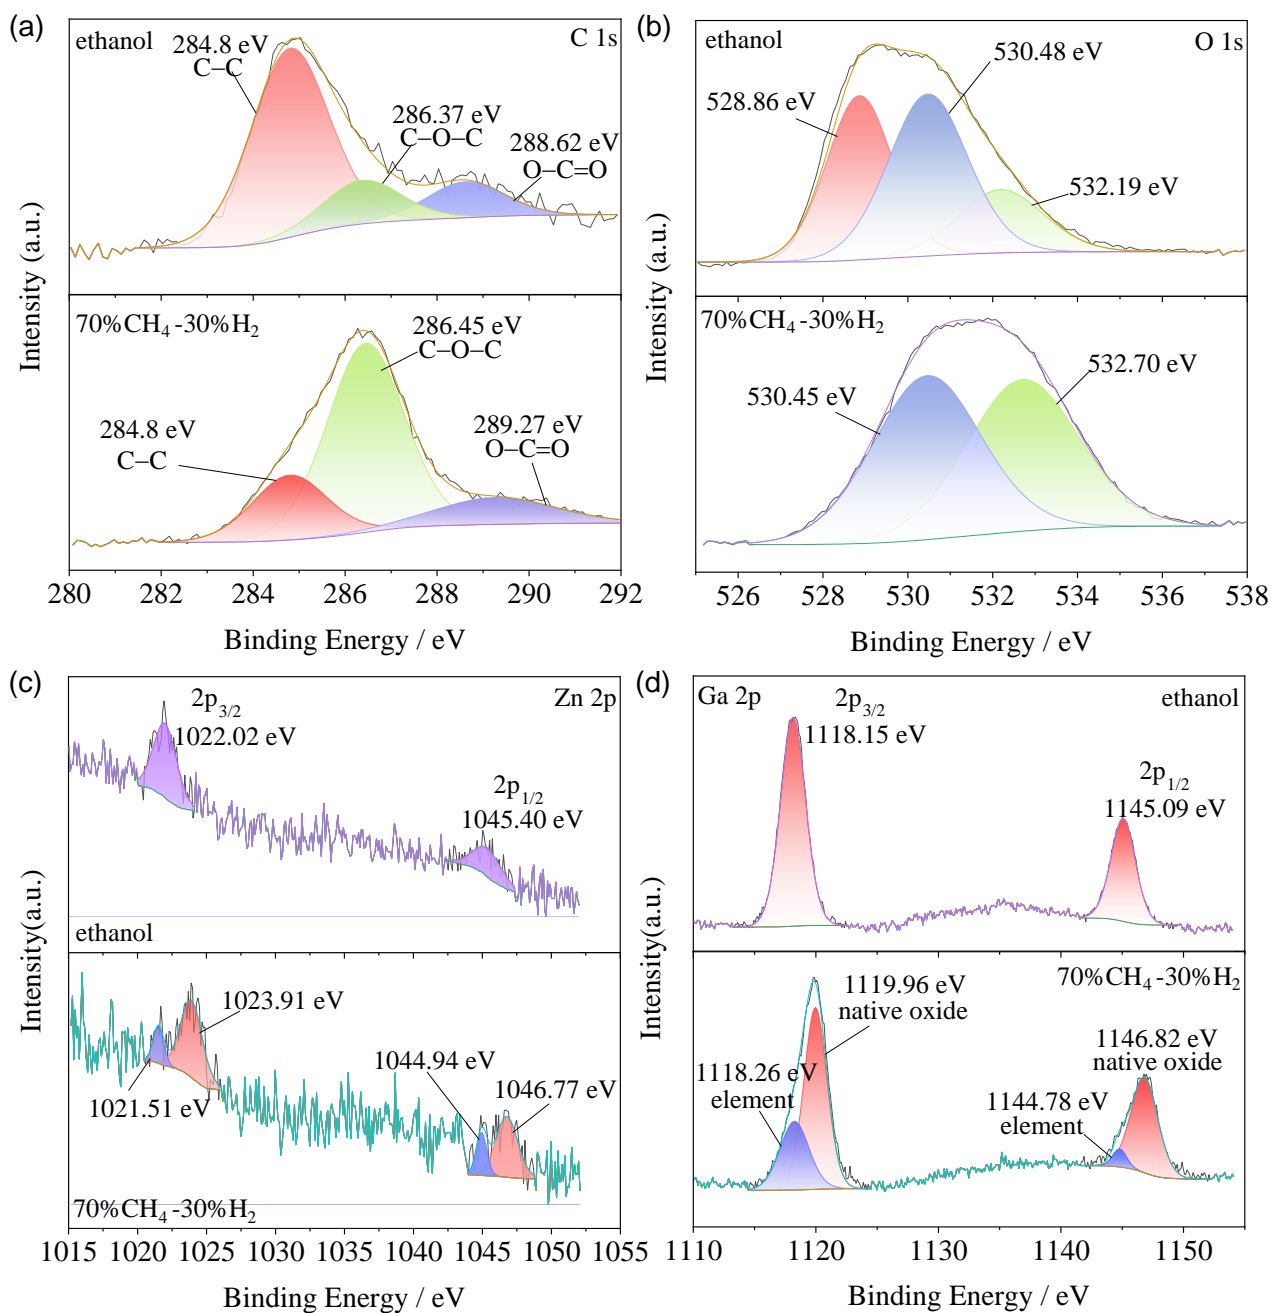 (a)
ethanol
C 1s
284.8 eV
C−C
286.37 eV
C−O−C
288.62 eV
O−C=O
70%CH₄-30%H₂
286.45 eV
C−O−C
284.8 eV
C−C
289.27 eV
O−C=O
Intensity (a.u.)
280 282 284 286 288 290 292
Binding Energy / eV
(b)
ethanol
O 1s
530.48 eV
528.86 eV
532.19 eV
70%CH₄-30%H₂
532.70 eV
530.45 eV
Intensity (a.u.)
526 528 530 532 534 536 538
Binding Energy / eV
(c)
2p3/2
1022.02 eV
Zn 2p
2p1/2
1045.40 eV
ethanol
1023.91 eV
1044.94 eV
1046.77 eV
1021.51 eV
70%CH₄-30%H₂
Intensity(a.u.)
1015 1020 1025 1030 1035 1040 1045 1050 1055
Binding Energy / eV
(d)
Ga 2p
2p3/2
1118.15 eV
ethanol
2p1/2
1145.09 eV
1119.96 eV
native oxide
70%CH₄-30%H₂
1146.82 eV
native oxide
1118.26 eV
element
1144.78 eV
element
Intensity(a.u.)
1110 1120 1130 1140 1150
Binding Energy / eV